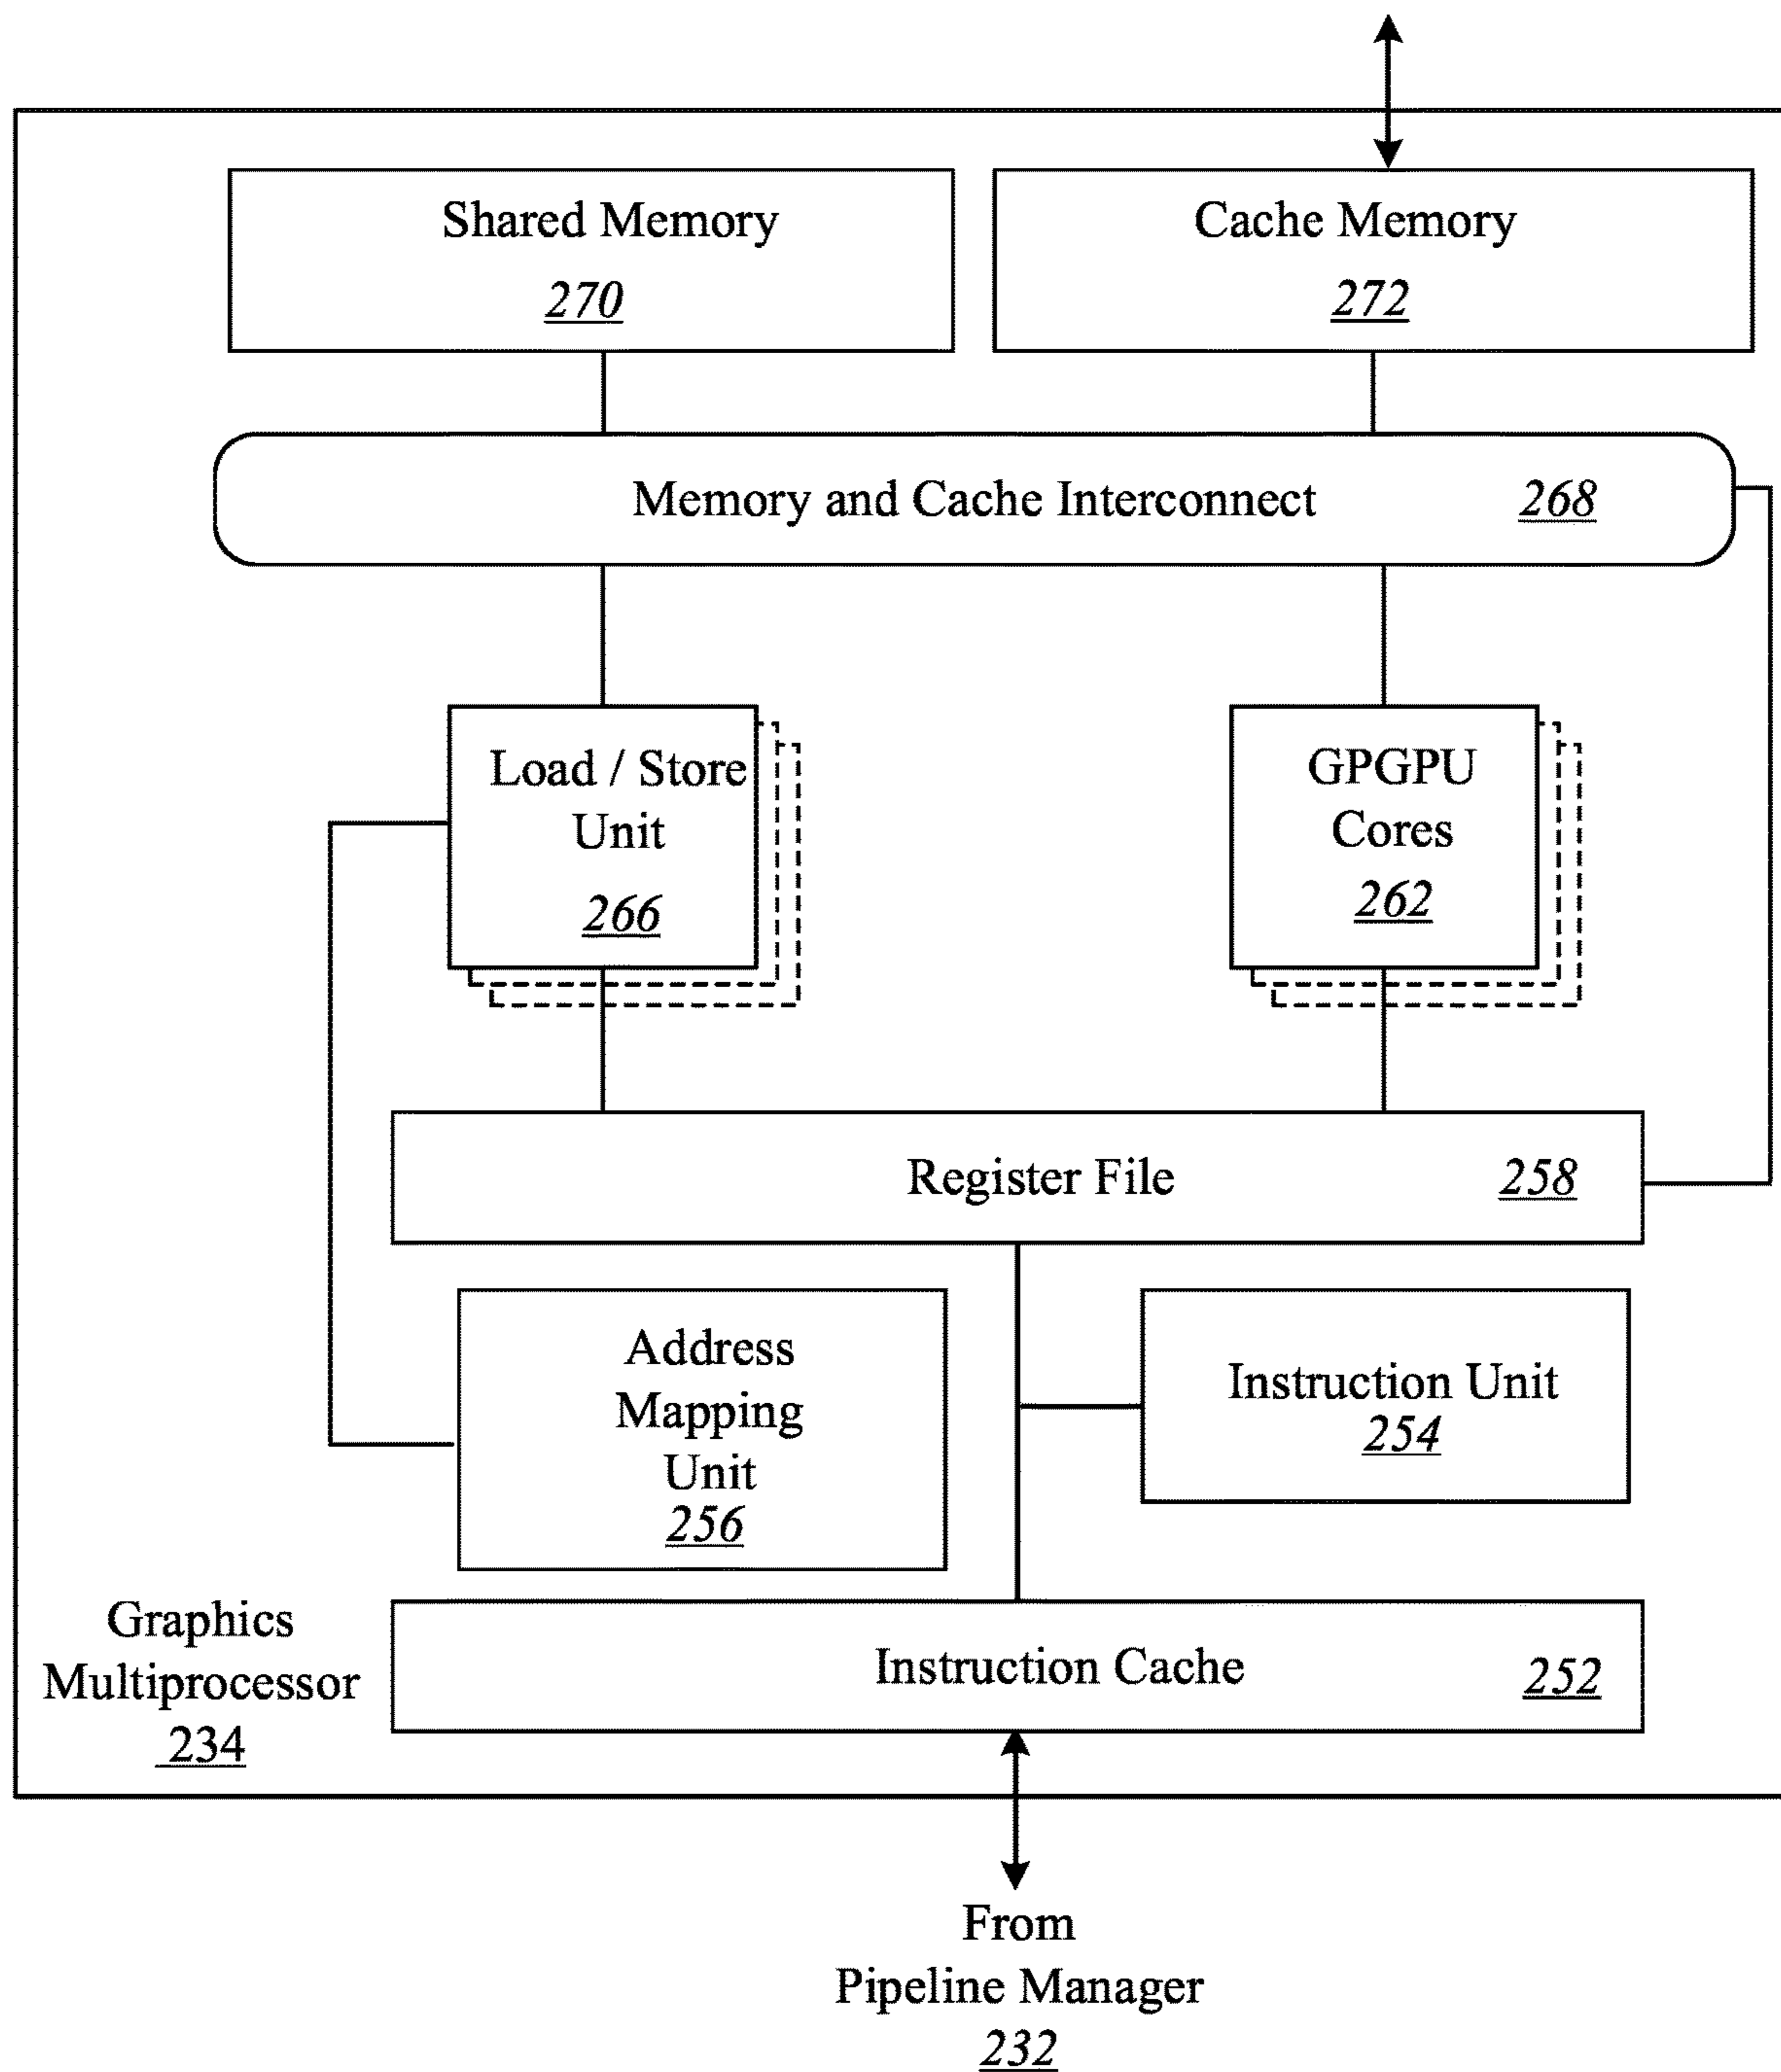 Shared Memory
270
Cache Memory
272
Memory and Cache Interconnect 268
Load / Store
Unit
266
GPGPU
Cores
262
Register File 258
Address
Mapping
Unit
256
Instruction Unit
254
Graphics
Multiprocessor
234
Instruction Cache 252
From
Pipeline Manager
232